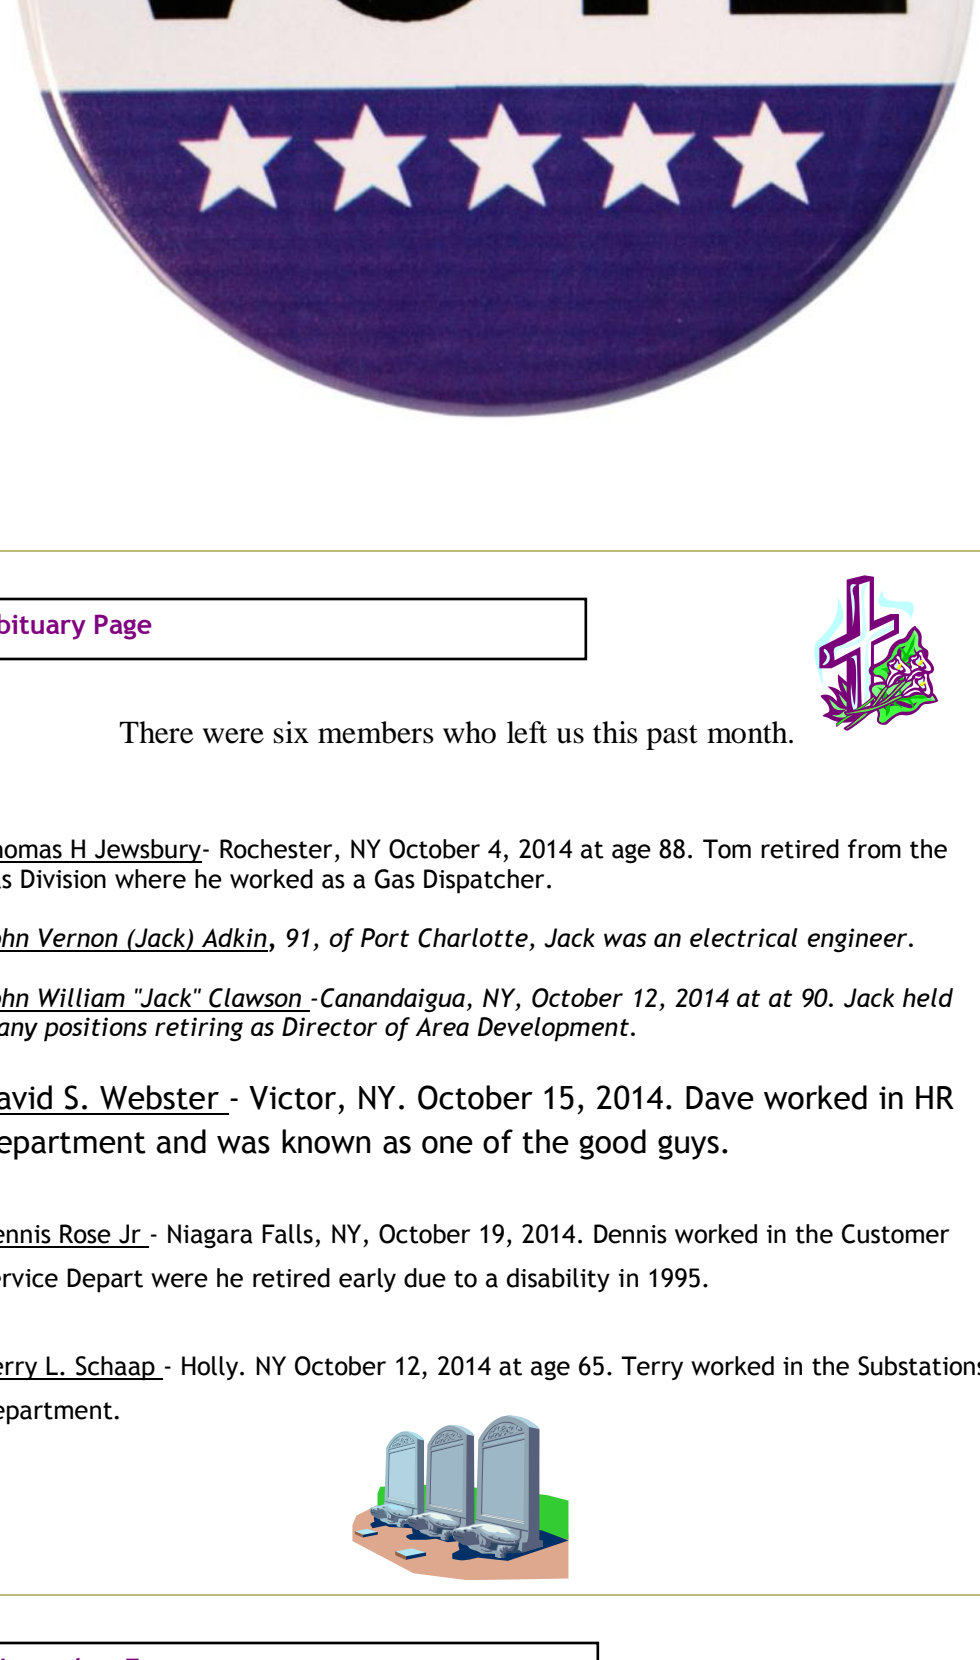 VOTE
bituary Page
There were six members who left us this past month.
homas H Jewsbury- Rochester, NY October 4, 2014 at age 88. Tom retired from the
as Division where he worked as a Gas Dispatcher.
ohn Vernon (Jack) Adkin, 91, of Port Charlotte, Jack was an electrical engineer.
ohn William "Jack" Clawson -Canandaigua, NY, October 12, 2014 at at 90. Jack held
any positions retiring as Director of Area Development.
avid S. Webster - Victor, NY. October 15, 2014. Dave worked in HR
epartment and was known as one of the good guys.
ennis Rose Jr - Niagara Falls, NY, October 19, 2014. Dennis worked in the Customer
ervice Depart were he retired early due to a disability in 1995.
erry L. Schaap - Holly. NY October 12, 2014 at age 65. Terry worked in the Substations
epartment.